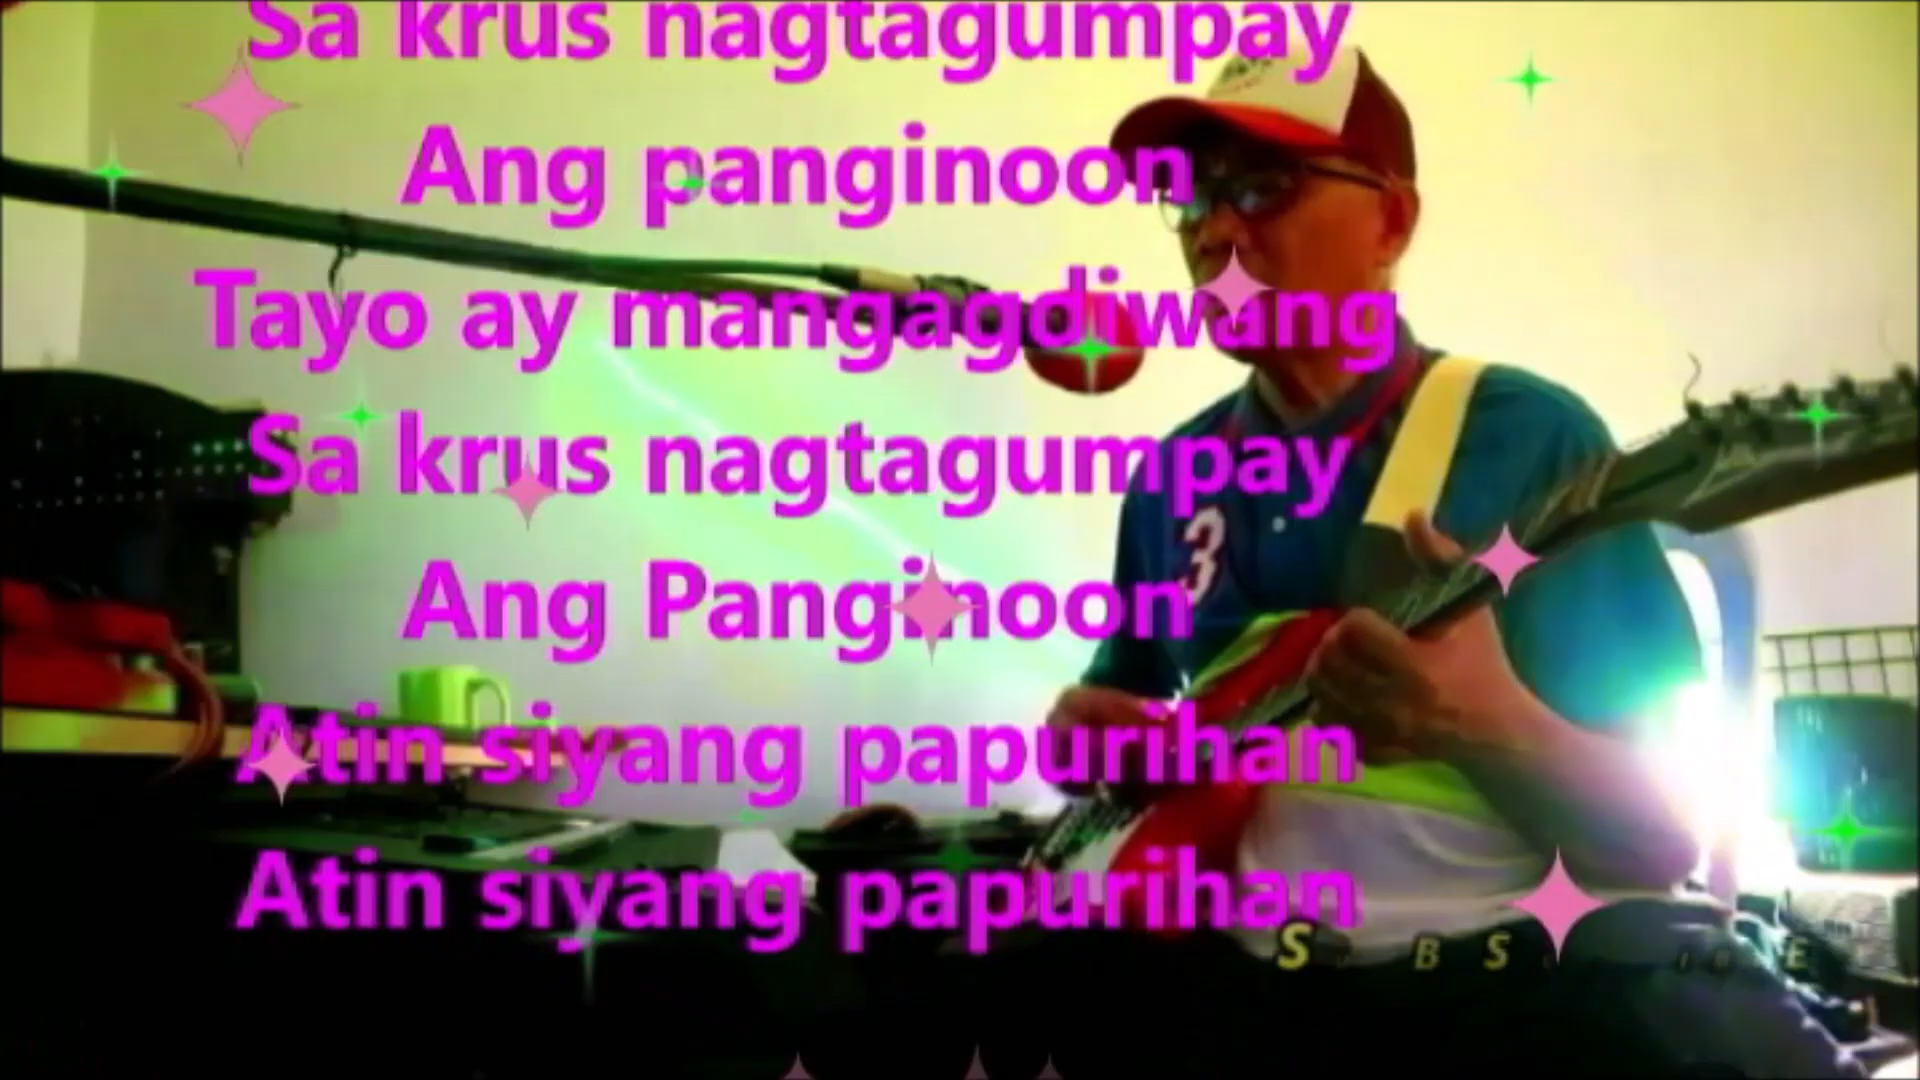 Sa krus nagtagumpay
Ang panginoon
Tayo ay mangagdiwang
Sa krus nagtagumpay
Ang Panginoon
Atin siyang papurihan
Atin siyang papurihan
3